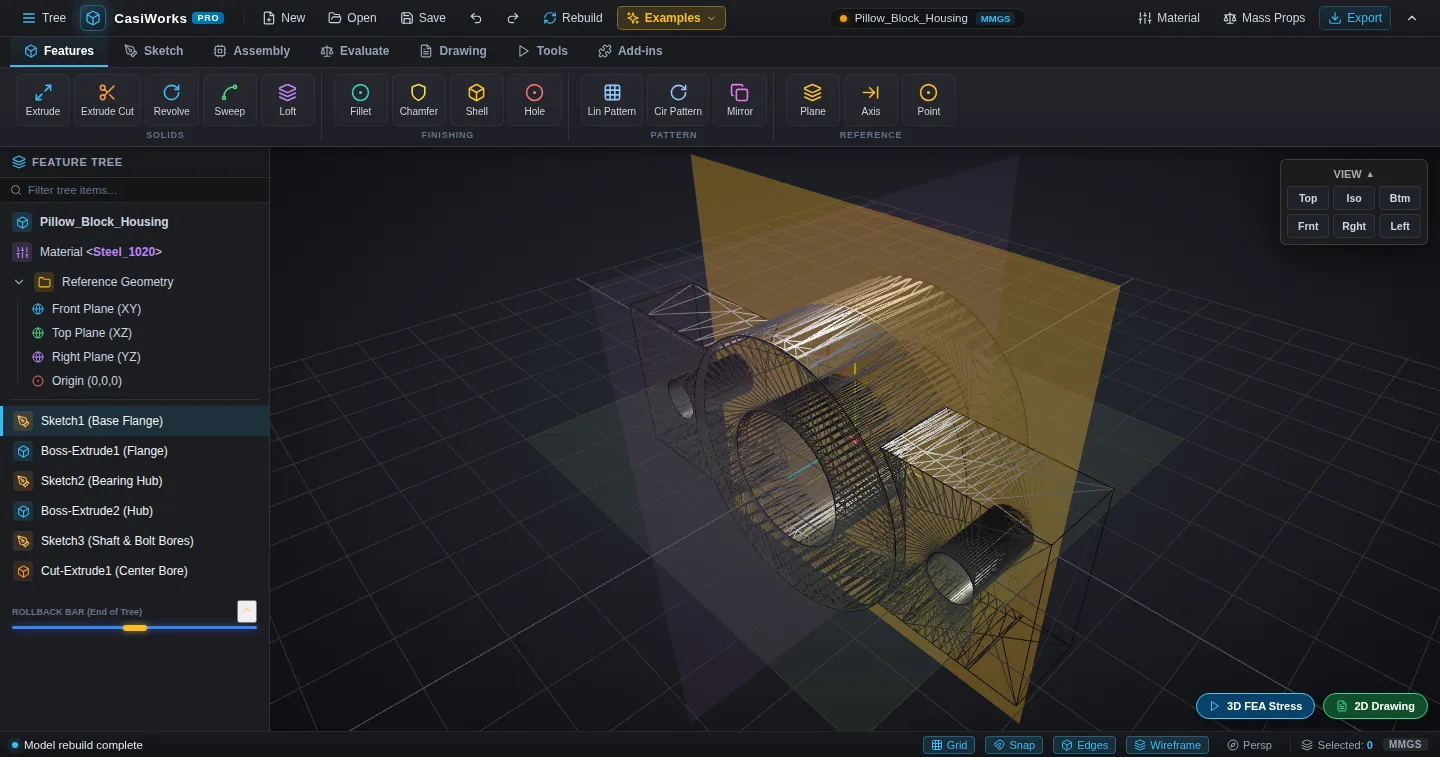 Tree
CasiWorks PRO
New
Open
Save
Rebuild
Examples
Pillow_Block_Housing MMGS
Material
Mass Props
Export
Features
Sketch
Assembly
Evaluate
Drawing
Tools
Add-ins
Extrude
Extrude Cut
Revolve
Sweep
Loft
SOLIDS
Fillet
Chamfer
Shell
Hole
FINISHING
Lin Pattern
Cir Pattern
Mirror
PATTERN
Plane
Axis
Point
REFERENCE
FEATURE TREE
Filter tree items...
Pillow_Block_Housing
Material <Steel_1020>
Reference Geometry
Front Plane (XY)
Top Plane (XZ)
Right Plane (YZ)
Origin (0,0,0)
Sketch1 (Base Flange)
Boss-Extrude1 (Flange)
Sketch2 (Bearing Hub)
Boss-Extrude2 (Hub)
Sketch3 (Shaft & Bolt Bores)
Cut-Extrude1 (Center Bore)
ROLLBACK BAR (End of Tree)
VIEW ▲
Top
Iso
Btm
Frnt
Rght
Left
3D FEA Stress
2D Drawing
Model rebuild complete
Grid
Snap
Edges
Wireframe
Persp
Selected: 0
MMGS